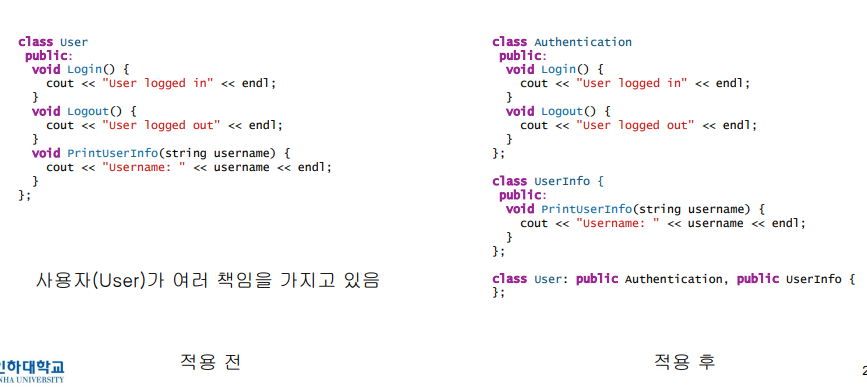 class User
public:
void Login() {
cout << "User logged in" << endl;
}
void Logout() {
cout << "User logged out" << endl;
}
void PrintUserInfo(string username) {
cout << "Username: " << username << endl;
}
};
사용자(User)가 여러 책임을 가지고 있음
적용 전
class Authentication
public:
void Login() {
cout << "User logged in" << endl;
}
void Logout() {
cout << "User logged out" << endl;
}
};
class UserInfo {
public:
void PrintUserInfo(string username) {
cout << "Username: " << username << endl;
}
};
class User: public Authentication, public UserInfo {
};
적용 후
인하대학교
NHA UNIVERSITY
2